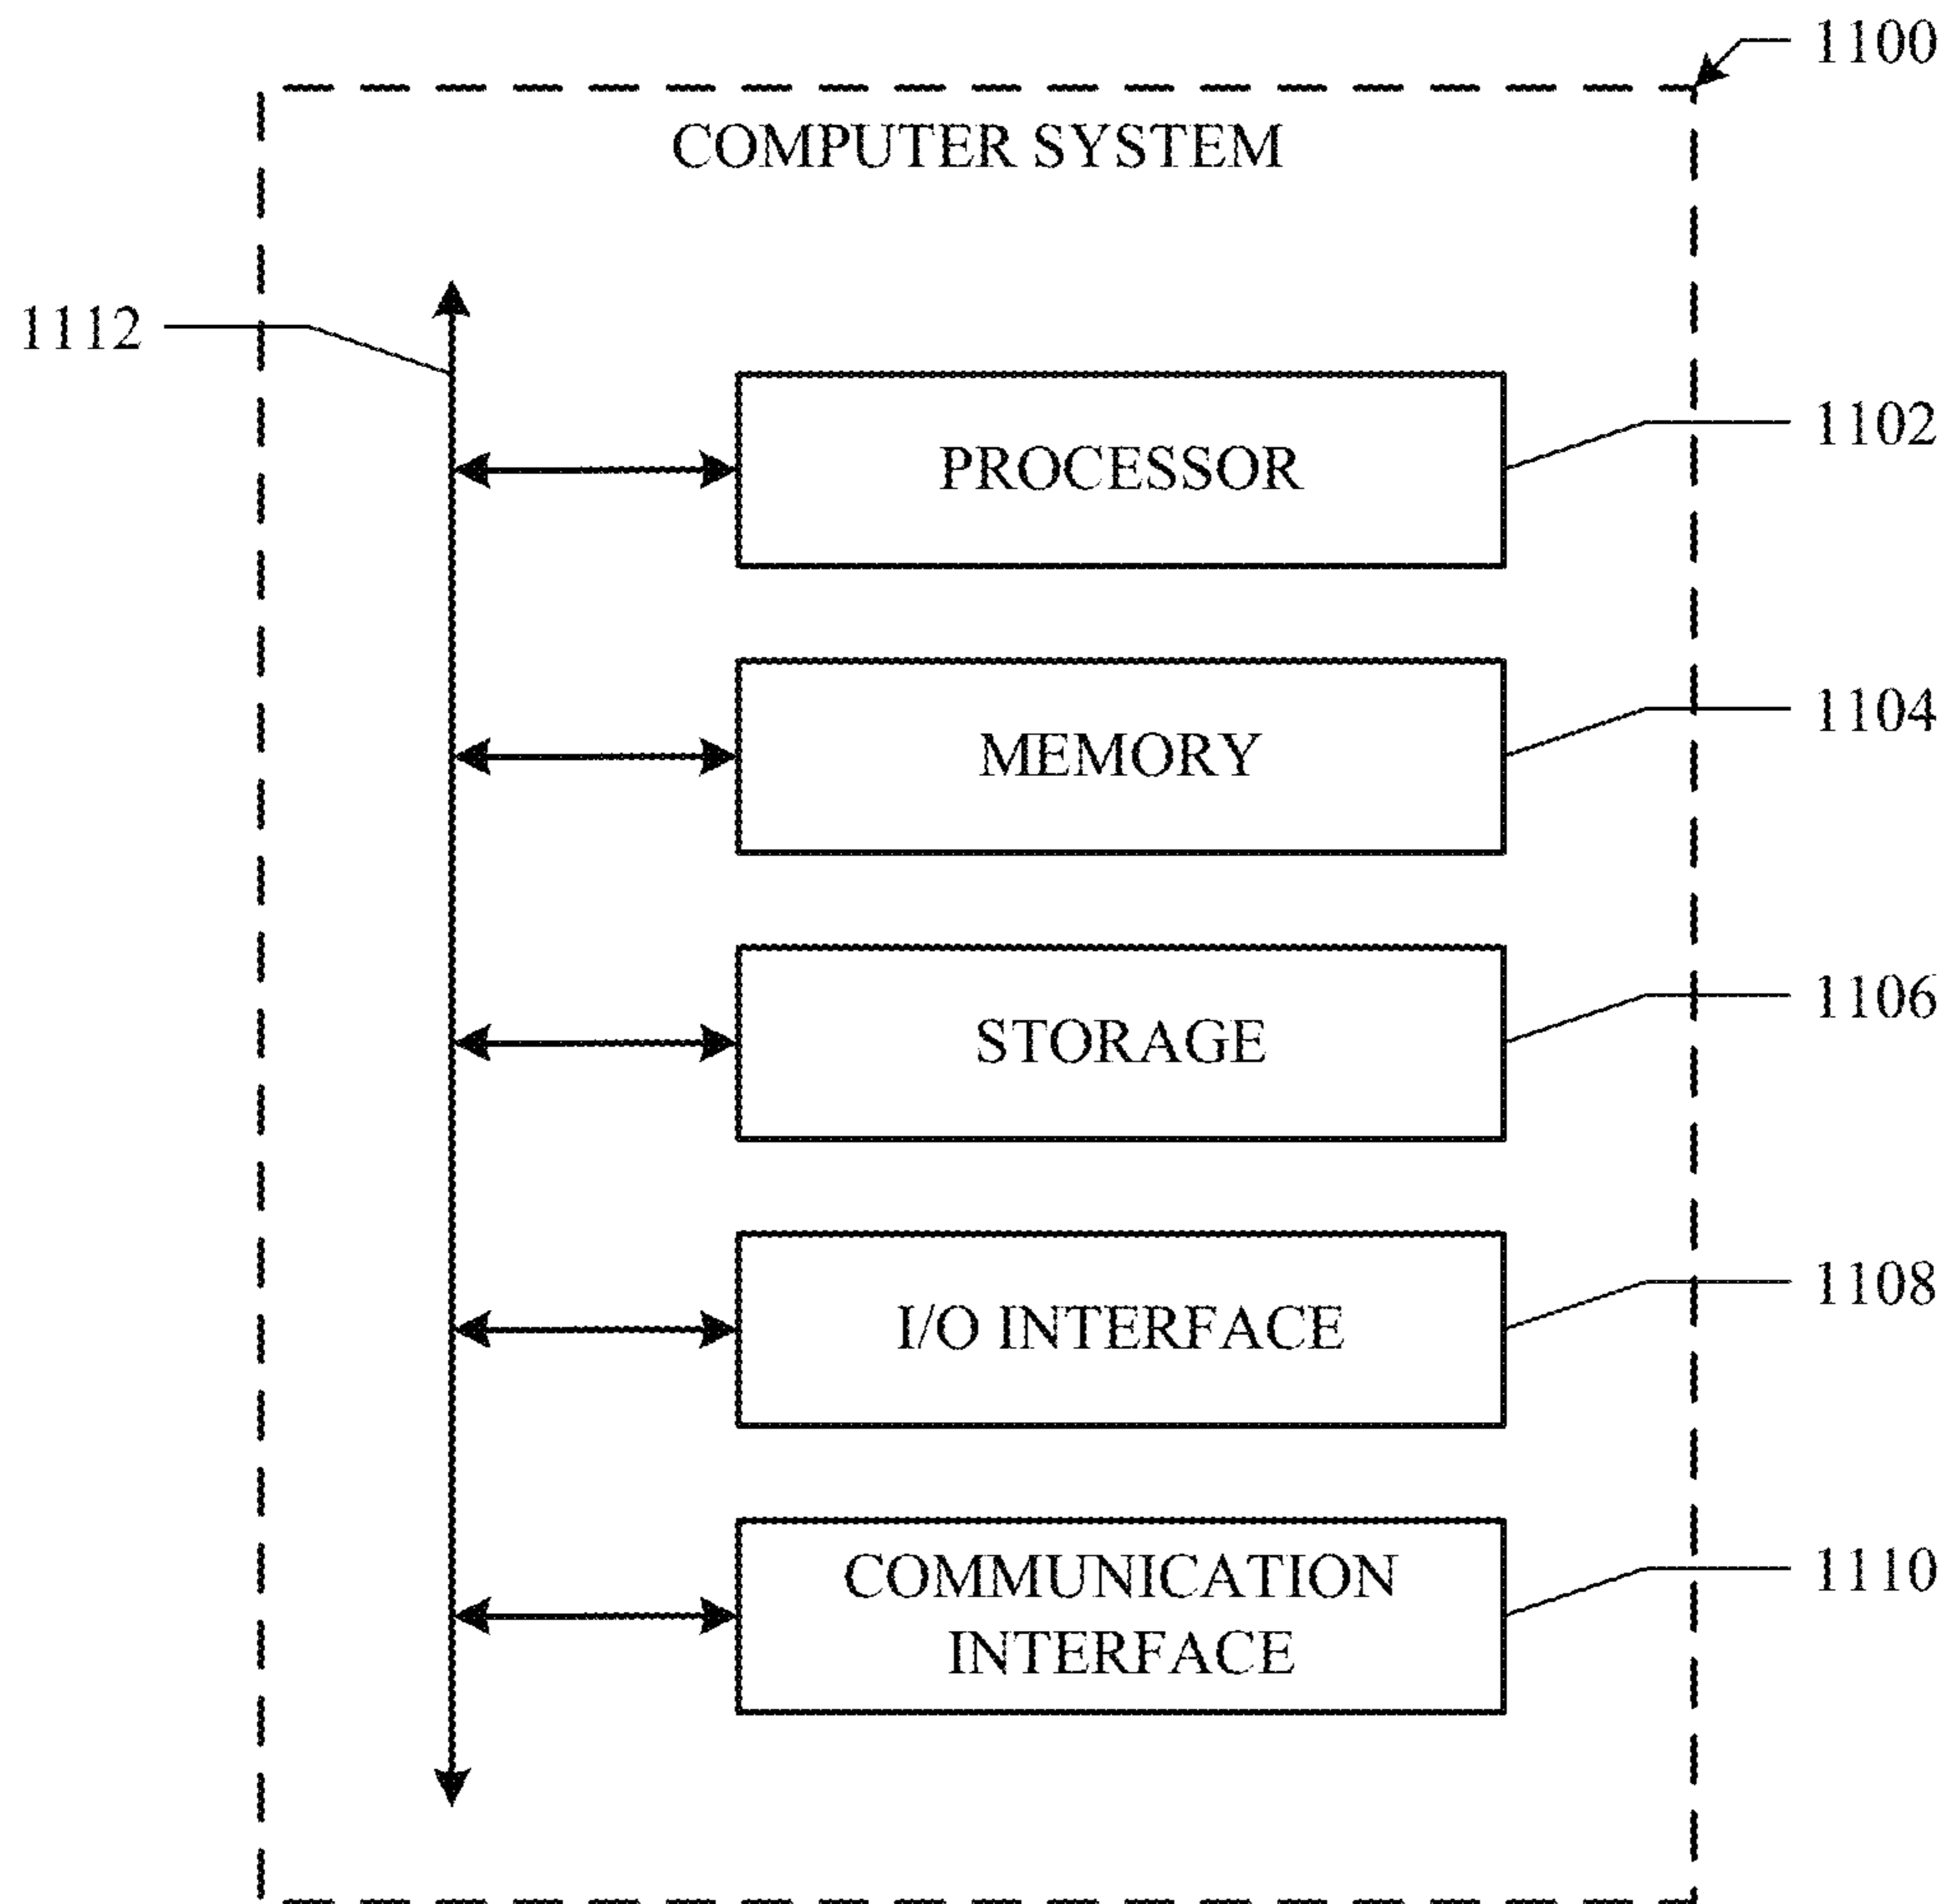 1100
COMPUTER SYSTEM
1112
PROCESSOR
1102
MEMORY
1104
STORAGE
1106
I/O INTERFACE
1108
COMMUNICATION
INTERFACE
1110